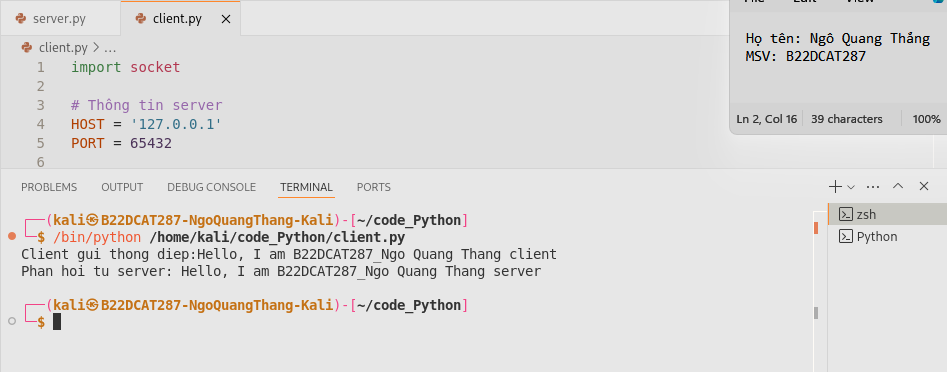 server.py
client.py
client.py > ...
1 import socket
2
3 # Thông tin server
4 HOST = '127.0.0.1'
5 PORT = 65432
6
Họ tên: Ngô Quang Thắng
MSV: B22DCAT287
Ln 2, Col 16 39 characters 100%
PROBLEMS OUTPUT DEBUG CONSOLE TERMINAL PORTS
┌──(kali㉿B22DCAT287-NgoQuangThang-Kali)-[~/code_Python]
└─$ /bin/python /home/kali/code_Python/client.py
Client gui thong diep:Hello, I am B22DCAT287_Ngo Quang Thang client
Phan hoi tu server: Hello, I am B22DCAT287_Ngo Quang Thang server
┌──(kali㉿B22DCAT287-NgoQuangThang-Kali)-[~/code_Python]
└─$
zsh
Python